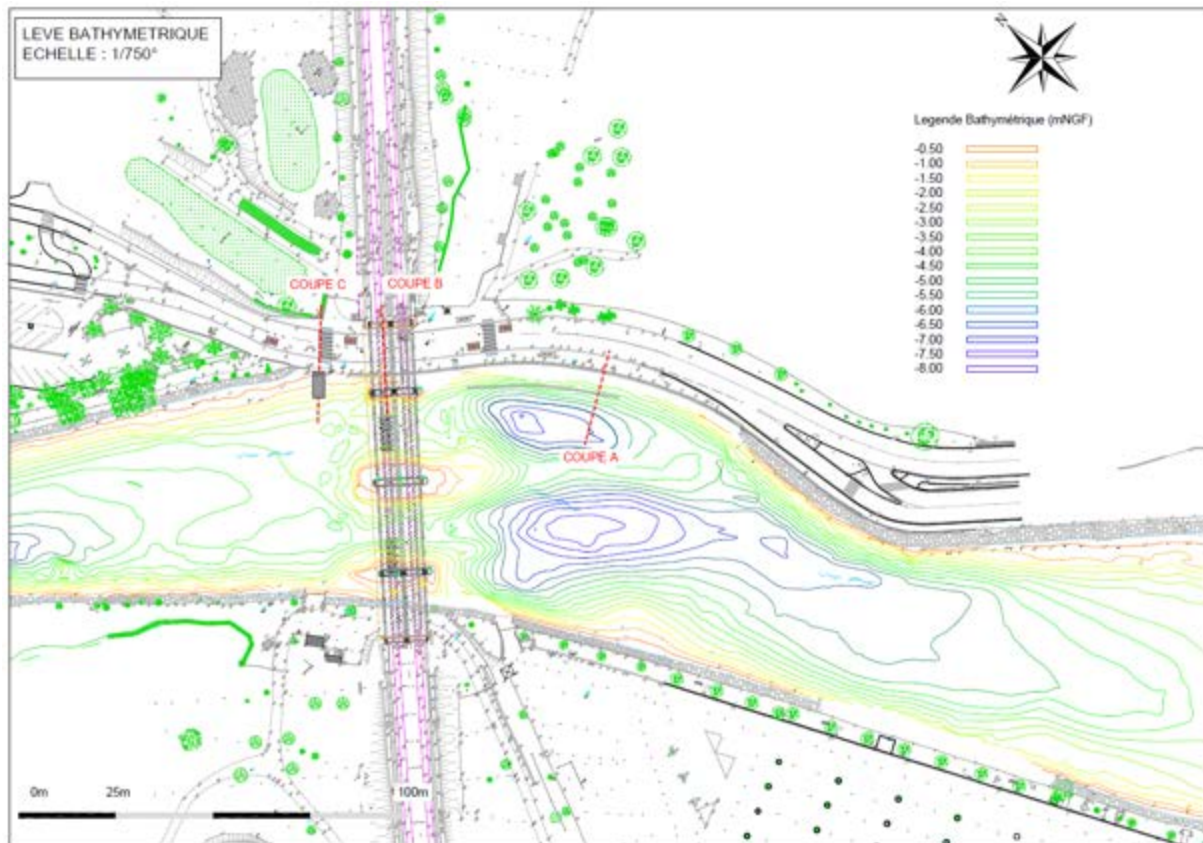 LEVE BATHYMETRIQUE
ECHELLE : 1/750°
N
Legende Bathymétrique (mNGF)
-0.50
-1.00
-1.50
-2.00
-2.50
-3.00
-3.50
-4.00
-4.50
-5.00
-5.50
-6.00
-6.50
-7.00
-7.50
-8.00
COUPE C
COUPE B
COUPE A
0m
25m
100m